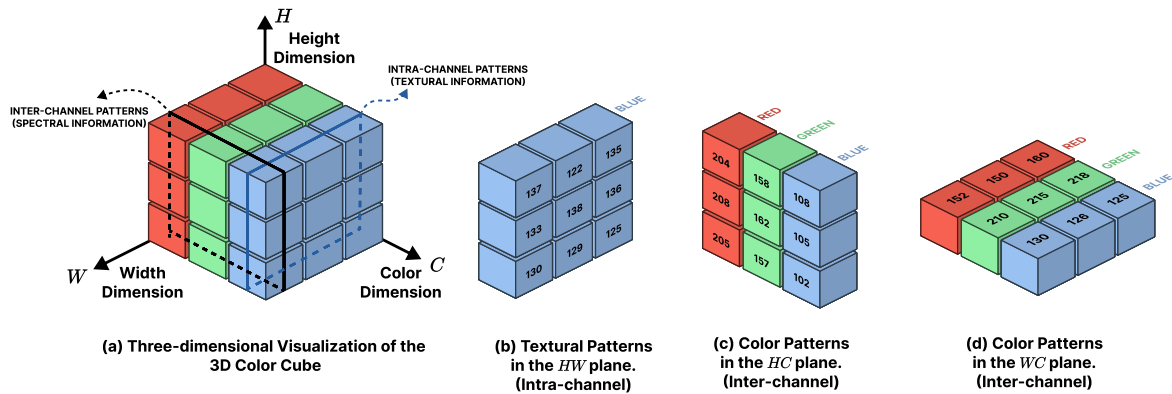 H
Height
Dimension
INTRA-CHANNEL PATTERNS
(TEXTURAL INFORMATION)
INTER-CHANNEL PATTERNS
(SPECTRAL INFORMATION)
W
Width
Dimension
Color
Dimension
C
(a) Three-dimensional Visualization of the
3D Color Cube
BLUE
137 122 135
133 138 136
130 129 125
(b) Textural Patterns
in the HW plane.
(Intra-channel)
RED
GREEN
BLUE
204 158 108
208 162 105
205 157 102
(c) Color Patterns
in the HC plane.
(Inter-channel)
RED
GREEN
BLUE
152 150 160
210 215 218
130 126 125
(d) Color Patterns
in the WC plane.
(Inter-channel)